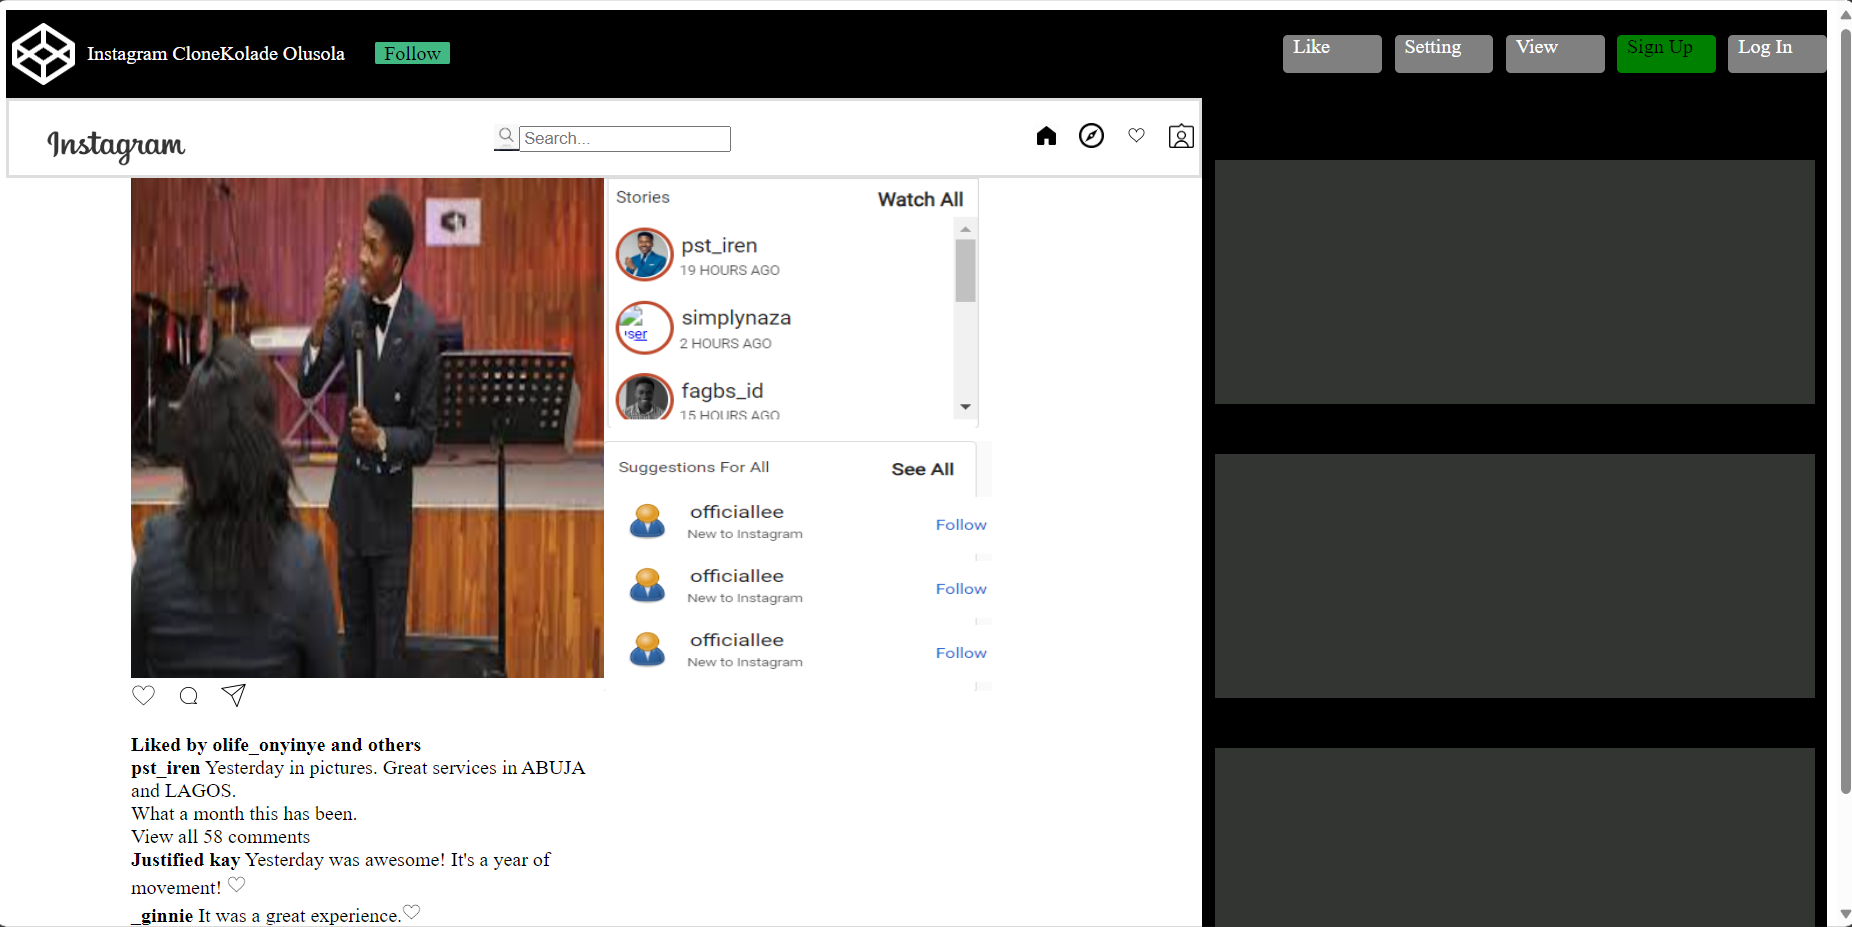 Instagram CloneKolade Olusola
Follow
Like
Setting
View
Sign Up
Log In
Instagram
Search...
Stories
Watch All
pst_iren
19 HOURS AGO
user
simplynaza
2 HOURS AGO
fagbs_id
15 HOURS AGO
Suggestions For All
See All
officiallee
New to Instagram
Follow
officiallee
New to Instagram
Follow
officiallee
New to Instagram
Follow
Liked by olife_onyinye and others
pst_iren Yesterday in pictures. Great services in ABUJA
and LAGOS.
What a month this has been.
View all 58 comments
Justified kay Yesterday was awesome! It's a year of
movement!
_ginnie It was a great experience.